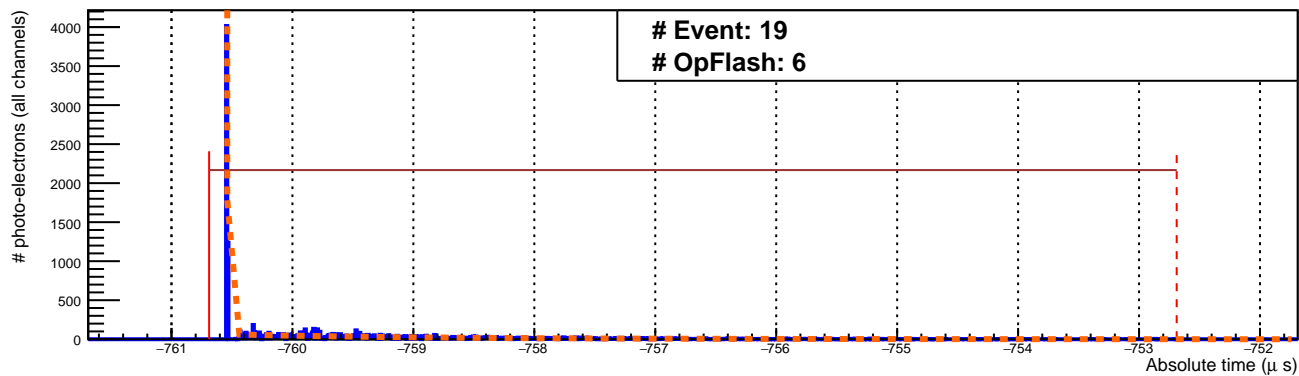 # Event: 19
# OpFlash: 6
# photo-electrons (all channels)
4000
3500
3000
2500
2000
1500
1000
500
0
−761 −760 −759 −758 −757 −756 −755 −754 −753 −752
Absolute time (μ s)